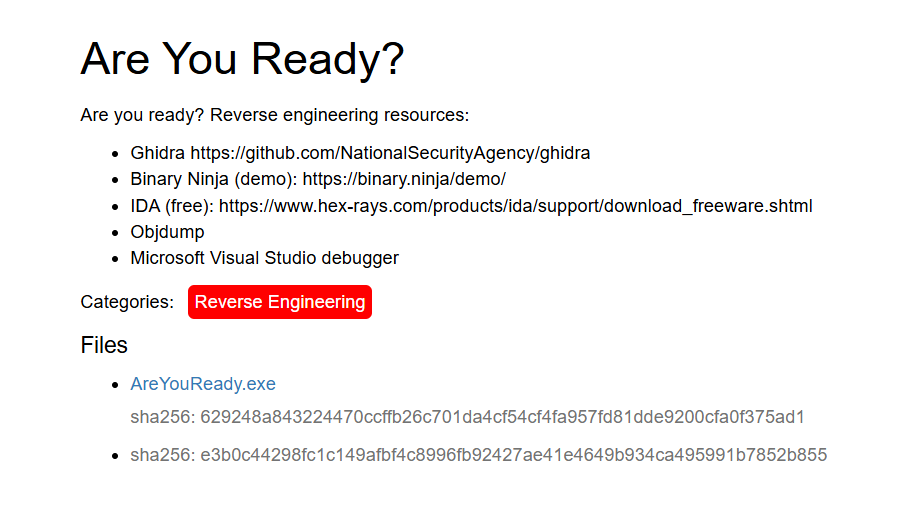 Are You Ready?
Are you ready? Reverse engineering resources:
Ghidra https://github.com/NationalSecurityAgency/ghidra
Binary Ninja (demo): https://binary.ninja/demo/
IDA (free): https://www.hex-rays.com/products/ida/support/download_freeware.shtml
Objdump
Microsoft Visual Studio debugger
Categories: Reverse Engineering
Files
AreYouReady.exe
sha256: 629248a843224470ccffb26c701da4cf54cf4fa957fd81dde9200cfa0f375ad1
sha256: e3b0c44298fc1c149afbf4c8996fb92427ae41e4649b934ca495991b7852b855